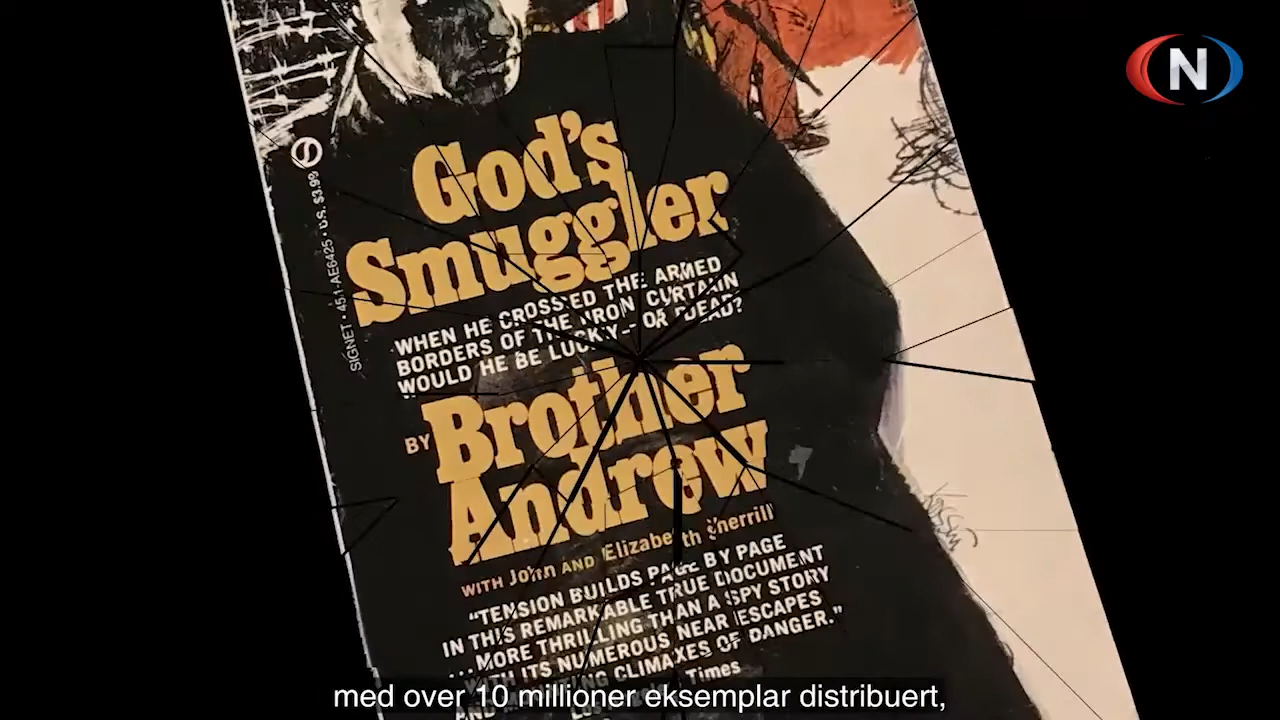 N
God's
Smuggler
SIGNET • 451-AE6425 • U.S. $3.99
WHEN HE CROSSED THE ARMED
BORDERS OF THE IRON CURTAIN
WOULD HE BE LUCKY—OR DEAD?
BY Brother
Andrew
WITH John AND Elizabeth Sherrill
"TENSION BUILDS PAGE BY PAGE
IN THIS REMARKABLE TRUE DOCUMENT
...MORE THRILLING THAN A SPY STORY
WITH ITS NUMEROUS NEAR ESCAPES
AND CLIMAXES OF DANGER."
Times
med over 10 millioner eksemplar distribuert,